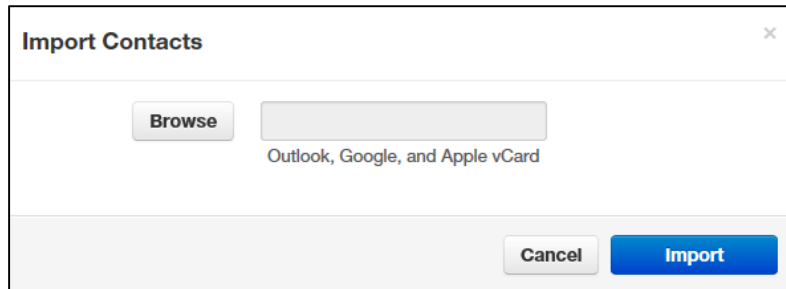 Import Contacts ×
Browse
Outlook, Google, and Apple vCard
Cancel Import